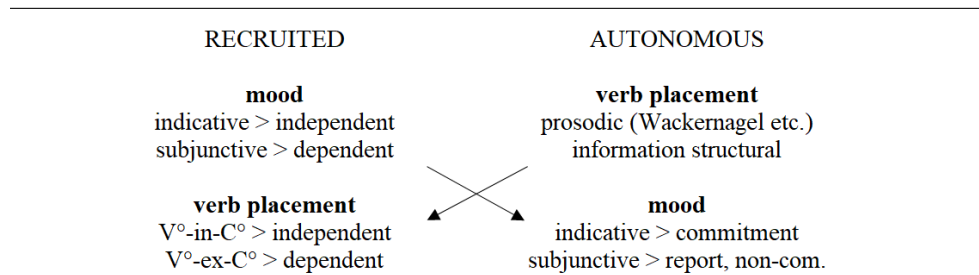 RECRUITED AUTONOMOUS
mood verb placement
indicative > independent prosodic (Wackernagel etc.)
subjunctive > dependent information structural
verb placement mood
V°-in-C° > independent indicative > commitment
V°-ex-C° > dependent subjunctive > report, non-com.